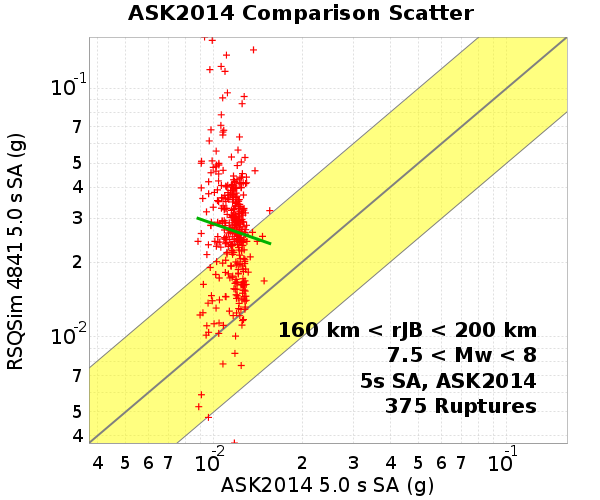 ASK2014 Comparison Scatter
RSQSim 4841 5.0 s SA (g)
10⁻¹
7
5
4
3
2
10⁻²
7
5
4
160 km < rJB < 200 km
7.5 < Mw < 8
5s SA, ASK2014
375 Ruptures
4 5 6 7 10⁻² 2 3 4 5 6 7 10⁻¹
ASK2014 5.0 s SA (g)